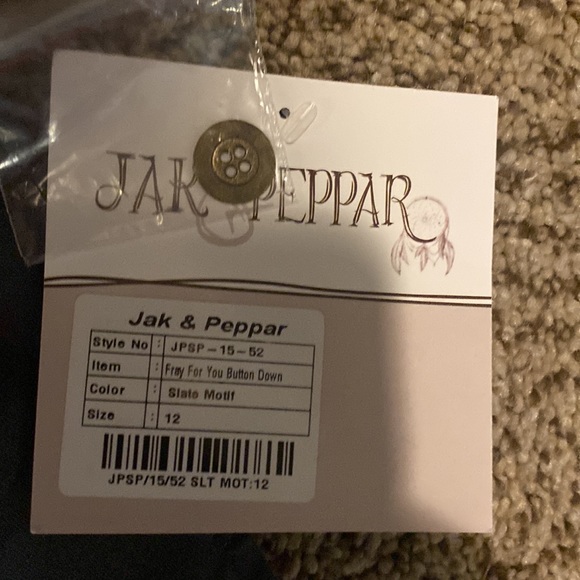 JAK & PEPPAR
Jak & Peppar
Style No : JPSP-15-52
Item : Fray For You Button Down
Color : Slate Motif
Size : 12
JPSP/15/52 SLT MOT:12